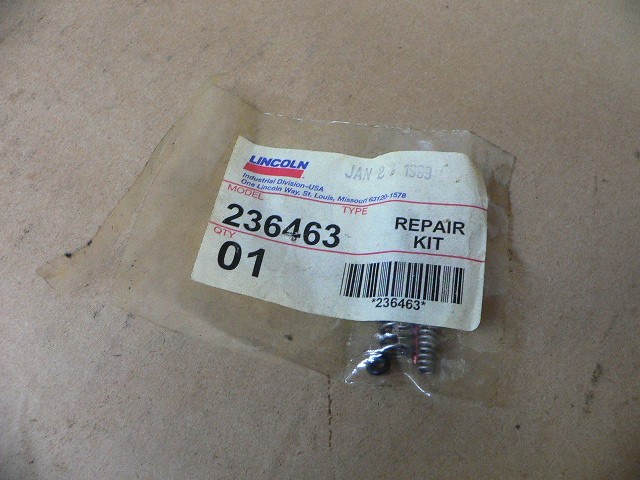 LINCOLN
JAN 2 1989
Industrial Division-USA
One Lincoln Way, St. Louis, Missouri 63120-1578
MODEL
TYPE
236463
REPAIR
KIT
QTY
01
*236463*